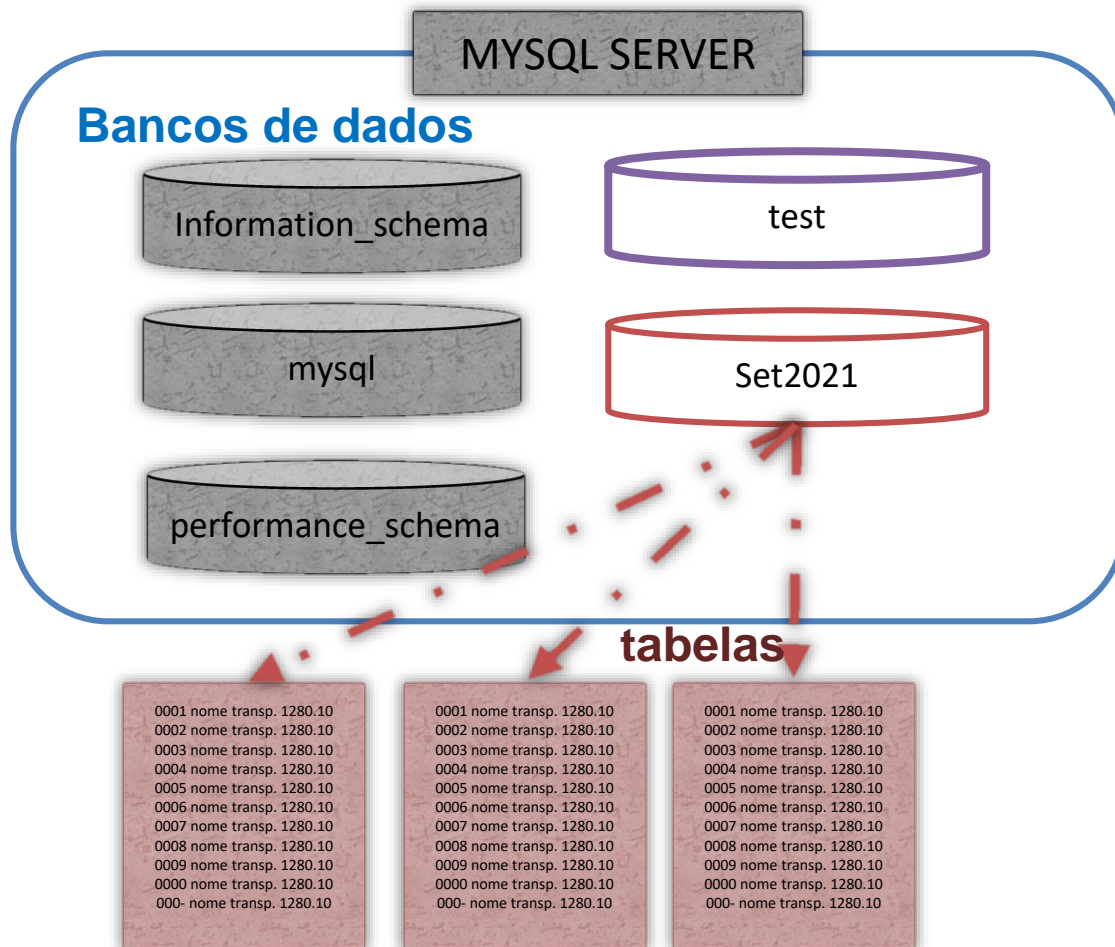 MYSQL SERVER
Bancos de dados
Information_schema
test
mysql
Set2021
performance_schema
tabelas
0001 nome transp. 1280.10
0002 nome transp. 1280.10
0003 nome transp. 1280.10
0004 nome transp. 1280.10
0005 nome transp. 1280.10
0006 nome transp. 1280.10
0007 nome transp. 1280.10
0008 nome transp. 1280.10
0009 nome transp. 1280.10
0000 nome transp. 1280.10
000- nome transp. 1280.10
0001 nome transp. 1280.10
0002 nome transp. 1280.10
0003 nome transp. 1280.10
0004 nome transp. 1280.10
0005 nome transp. 1280.10
0006 nome transp. 1280.10
0007 nome transp. 1280.10
0008 nome transp. 1280.10
0009 nome transp. 1280.10
0000 nome transp. 1280.10
000- nome transp. 1280.10
0001 nome transp. 1280.10
0002 nome transp. 1280.10
0003 nome transp. 1280.10
0004 nome transp. 1280.10
0005 nome transp. 1280.10
0006 nome transp. 1280.10
0007 nome transp. 1280.10
0008 nome transp. 1280.10
0009 nome transp. 1280.10
0000 nome transp. 1280.10
000- nome transp. 1280.10